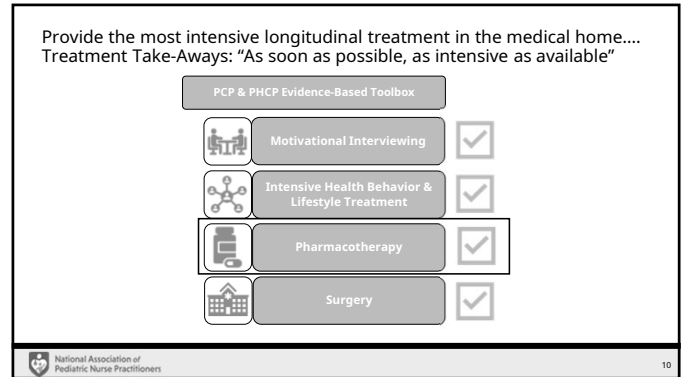 Provide the most intensive longitudinal treatment in the medical home....
Treatment Take-Aways: “As soon as possible, as intensive as available”
PCP & PHCP Evidence-Based Toolbox
Motivational Interviewing
Intensive Health Behavior &
Lifestyle Treatment
Pharmacotherapy
Surgery
National Association of
Pediatric Nurse Practitioners
10